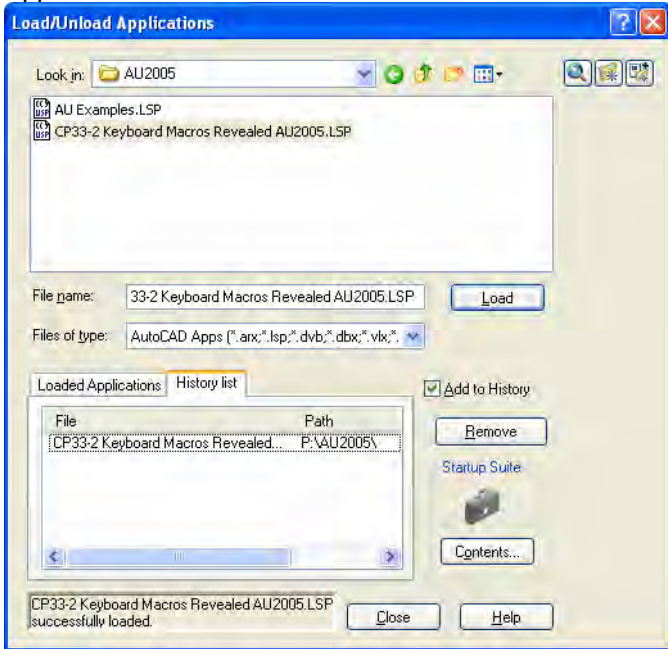 Load/Unload Applications
Look in: AU2005
AU Examples.LSP
CP33-2 Keyboard Macros Revealed AU2005.LSP
File name: 33-2 Keyboard Macros Revealed AU2005.LSP Load
Files of type: AutoCAD Apps (*.arx;*.lsp;*.dvb;*.dbx;*.vlx;*.
Loaded Applications History list Add to History
File Path
CP33-2 Keyboard Macros Revealed... P:\AU2005\
Remove
Startup Suite
Contents...
CP33-2 Keyboard Macros Revealed AU2005.LSP
successfully loaded.
Close Help